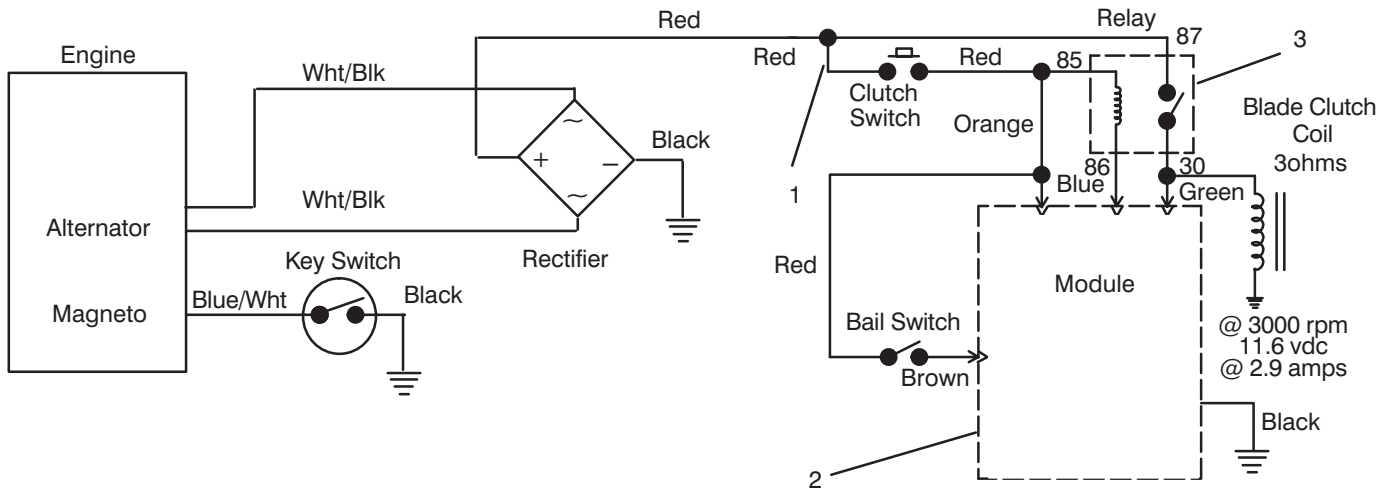 Red
Relay
87
3
Engine
Red
Red
85
Wht/Blk
Clutch
Switch
Blade Clutch
Coil
3ohms
Orange
Black
~
+
−
~
1
86
30
Blue
Green
Wht/Blk
Alternator
Rectifier
Key Switch
Red
Module
Blue/Wht
Black
Magneto
Bail Switch
@ 3000 rpm
11.6 vdc
@ 2.9 amps
Brown
Black
2